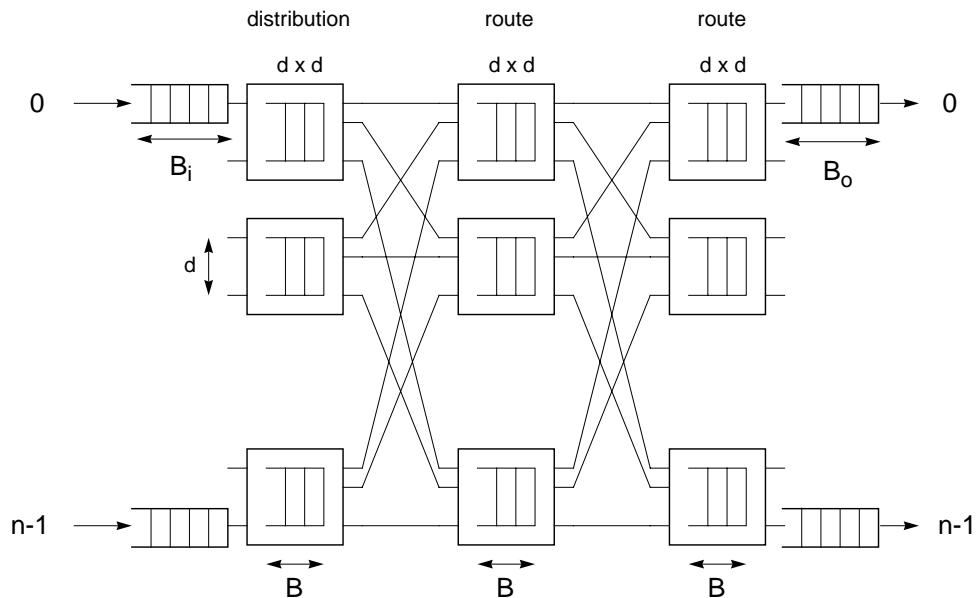 distribution route route
d x d d x d d x d
0 0
B_i B_o
d
n-1 n-1
B B B